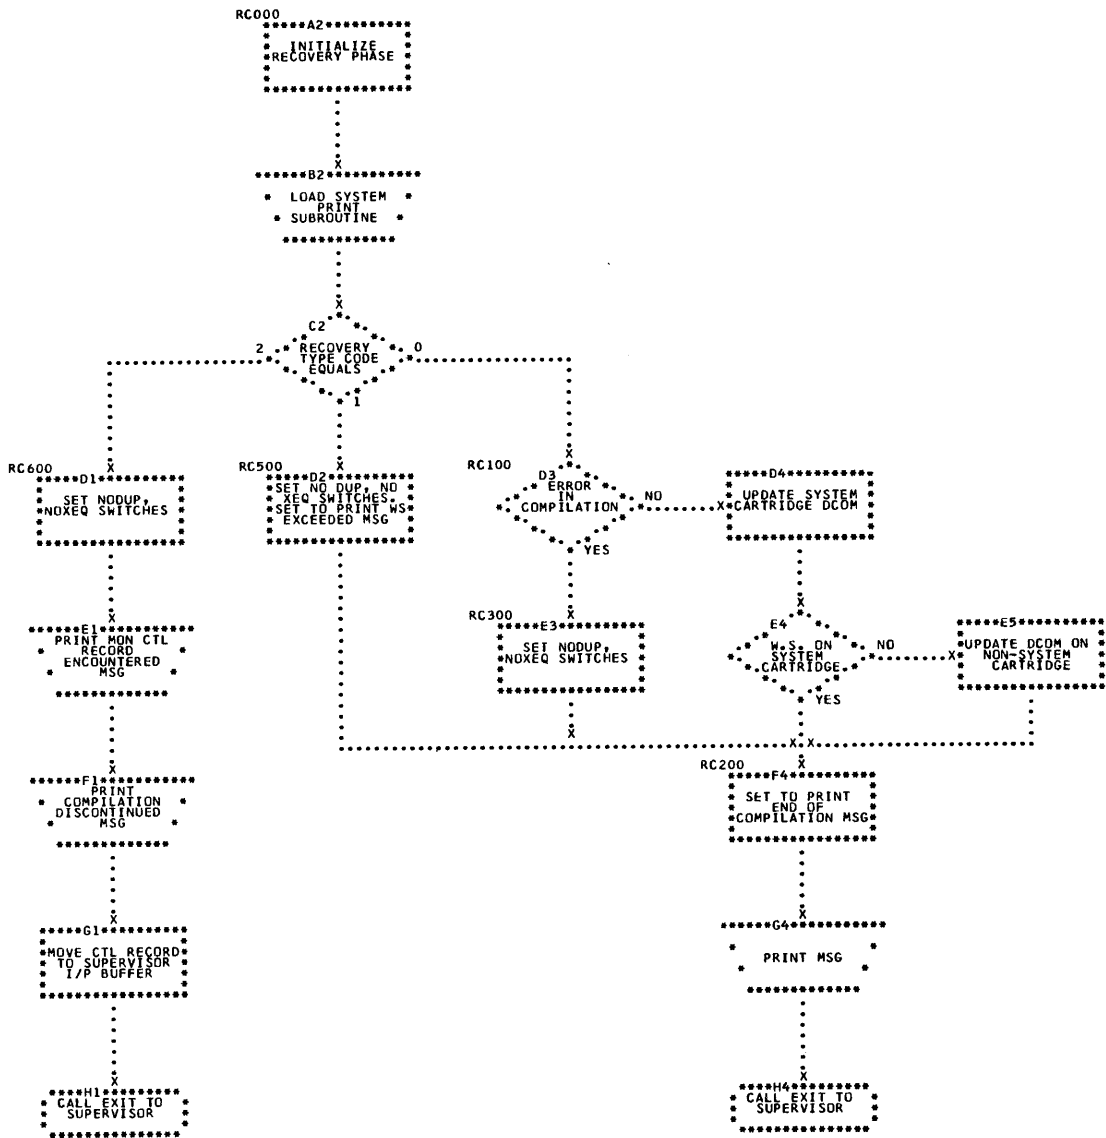 RC000
A2
INITIALIZE
RECOVERY PHASE
B2
LOAD SYSTEM
PRINT
SUBROUTINE
C2
2
RECOVERY
TYPE CODE
EQUALS
0
1
RC600
D1
SET NODUP,
NOXEQ SWITCHES
RC500
D2
SET NO DUP, NO
XEQ SWITCHES.
SET TO PRINT WS
EXCEEDED MSG
RC100
D3
ERROR
IN
COMPILATION
NO
YES
D4
UPDATE SYSTEM
CARTRIDGE DCOM
E1
PRINT MON CTL
RECORD
ENCOUNTERED
MSG
RC300
E3
SET NODUP,
NOXEQ SWITCHES
E4
W.S. ON
SYSTEM
CARTRIDGE
NO
YES
E5
UPDATE DCOM ON
NON-SYSTEM
CARTRIDGE
F1
PRINT
COMPILATION
DISCONTINUED
MSG
RC200
F4
SET TO PRINT
END OF
COMPILATION MSG
G1
MOVE CTL RECORD
TO SUPERVISOR
I/P BUFFER
G4
PRINT MSG
H1
CALL EXIT TO
SUPERVISOR
H4
CALL EXIT TO
SUPERVISOR